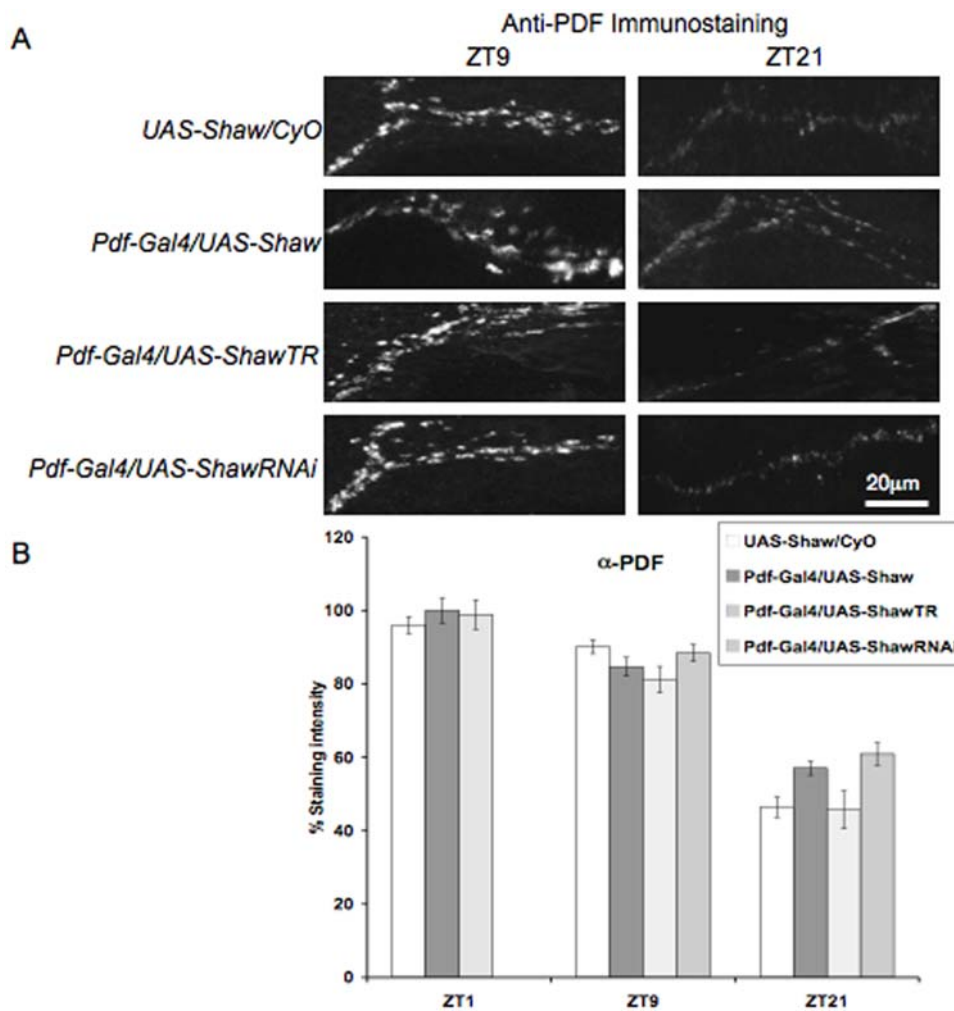 A
Anti-PDF Immunostaining
ZT9
ZT21
UAS-Shaw/CyO
Pdf-Gal4/UAS-Shaw
Pdf-Gal4/UAS-ShawTR
Pdf-Gal4/UAS-ShawRNAi
20μm
B
α-PDF
UAS-Shaw/CyO
Pdf-Gal4/UAS-Shaw
Pdf-Gal4/UAS-ShawTR
Pdf-Gal4/UAS-ShawRNAi
% Staining intensity
120
100
80
60
40
20
0
ZT1
ZT9
ZT21